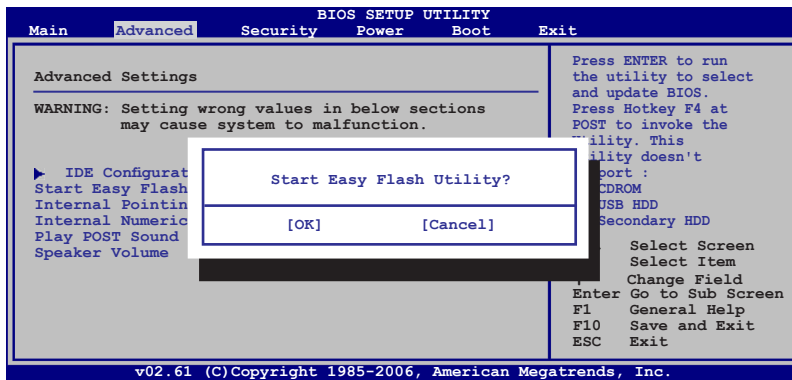 BIOS SETUP UTILITY
Main Advanced Security Power Boot Exit
Advanced Settings
WARNING: Setting wrong values in below sections
may cause system to malfunction.
IDE Configurat
Start Easy Flash
Internal Pointin
Internal Numeric
Play POST Sound
Speaker Volume
Start Easy Flash Utility?
[OK] [Cancel]
Press ENTER to run
the utility to select
and update BIOS.
Press Hotkey F4 at
POST to invoke the
ility. This
ility doesn't
port :
CDROM
USB HDD
Secondary HDD
Select Screen
Select Item
Change Field
Enter Go to Sub Screen
F1 General Help
F10 Save and Exit
ESC Exit
v02.61 (C)Copyright 1985-2006, American Megatrends, Inc.